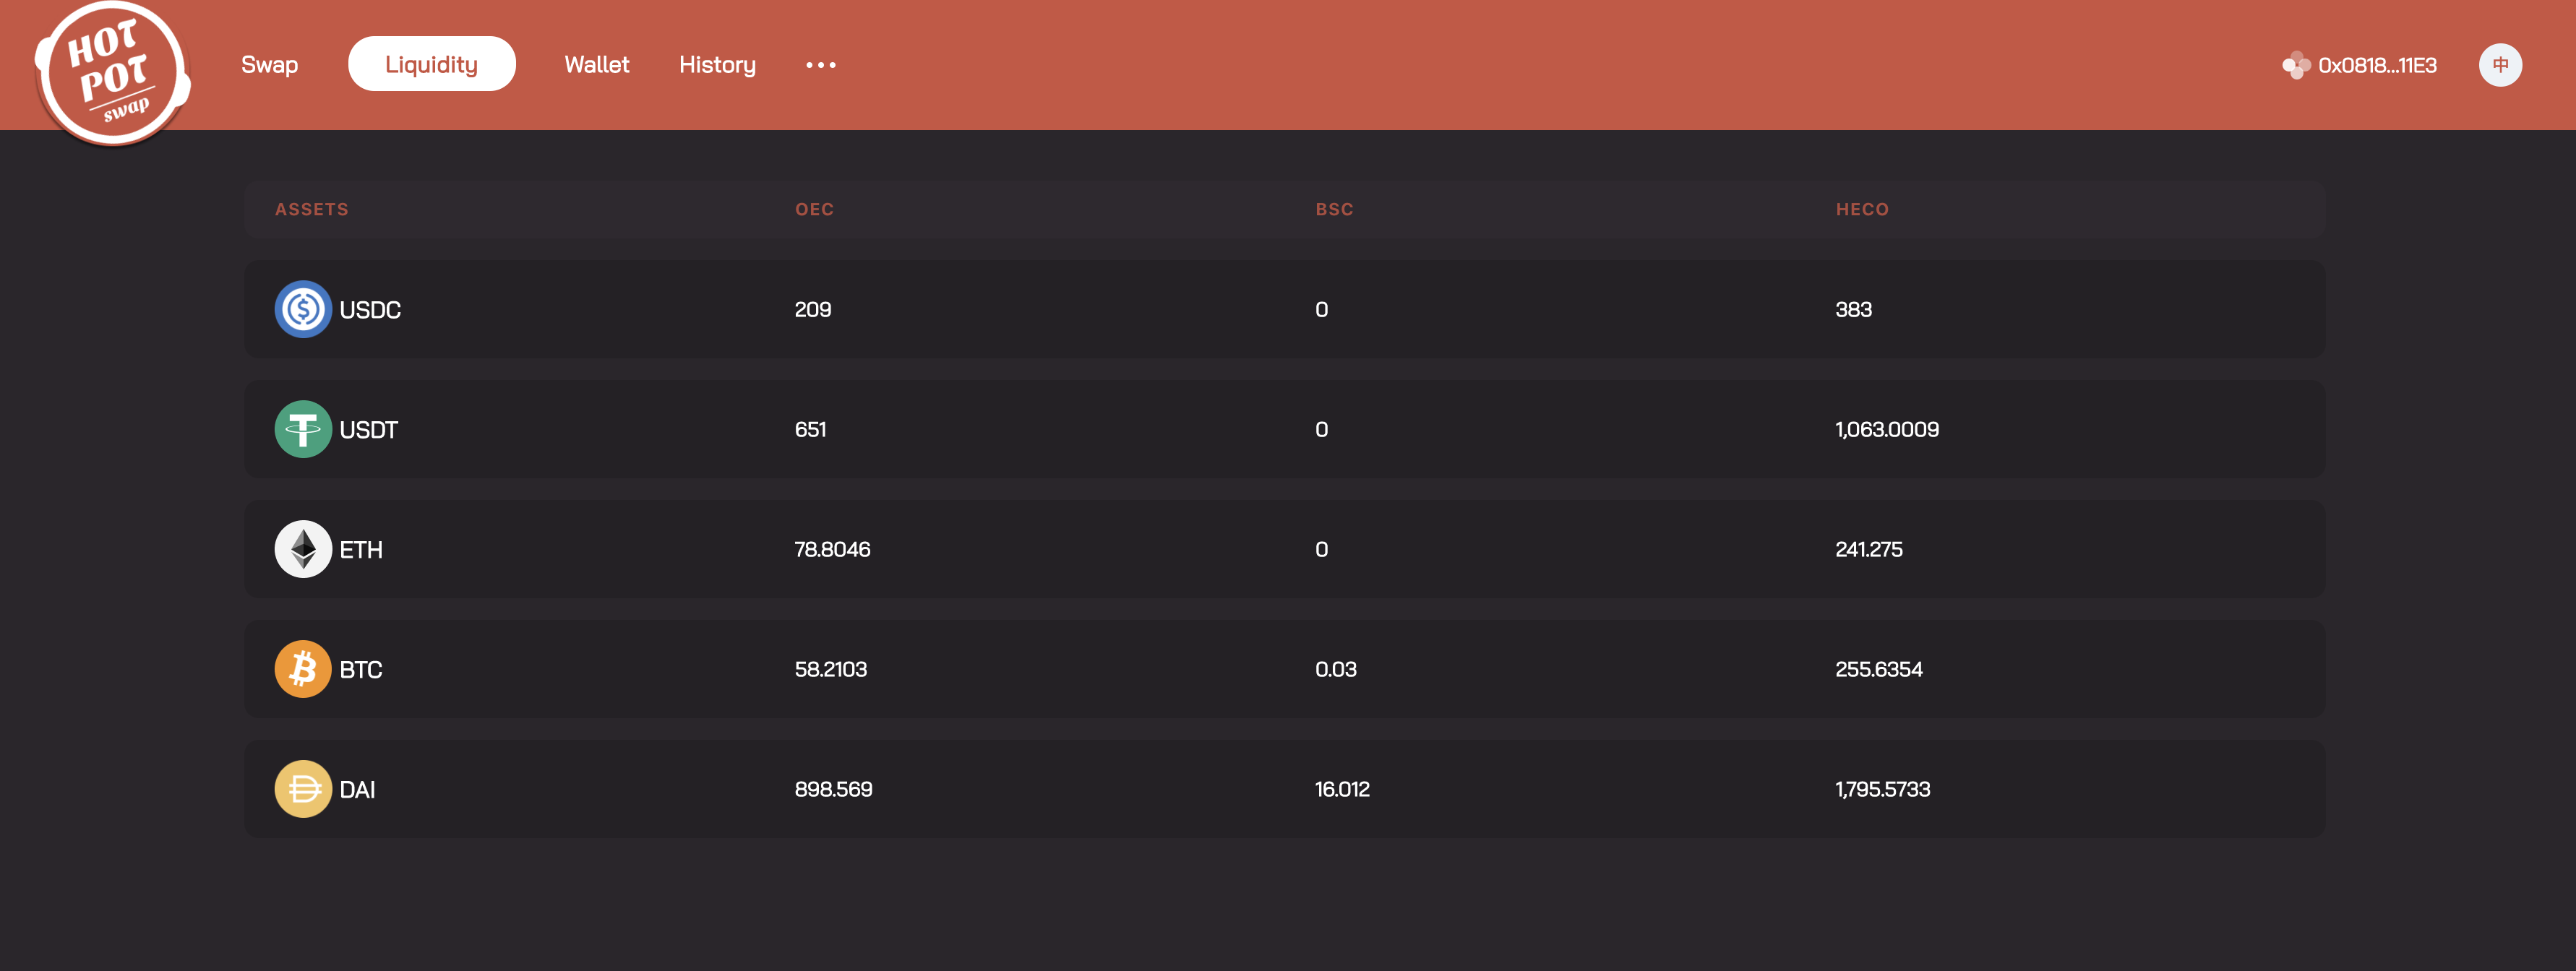 HOT
POT
swap
Swap Liquidity Wallet History ••• 0x0818...11E3 中
ASSETS OEC BSC HECO
USDC 209 0 383
USDT 651 0 1,063.0009
ETH 78.8046 0 241.275
BTC 58.2103 0.03 255.6354
DAI 898.569 16.012 1,795.5733